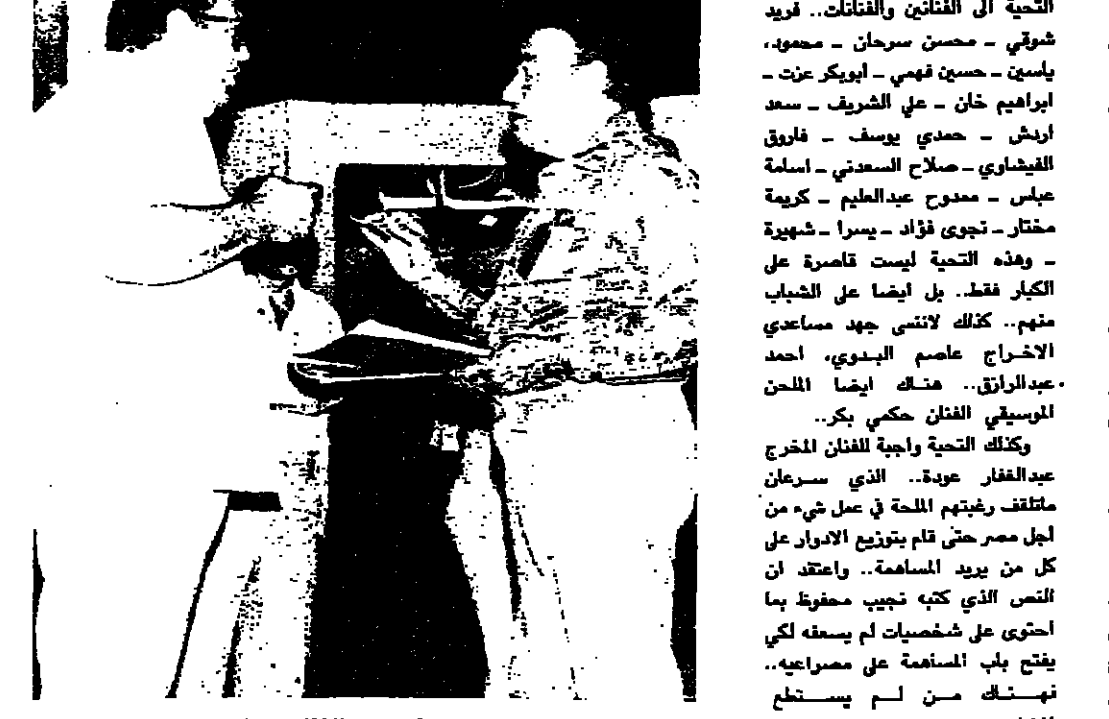 التحية الى الفنانين والفنانات.. فريد
شوقي ـ محسن سرحان ـ محمود،
ياسين ـ حسين فهمي ـ ابوبكر عزت ـ
ابراهيم خان ـ علي الشريف ـ سعد
اردش ـ حمدي يوسف ـ فاروق
الفيشاوي ـ صلاح السعدني ـ اسامة
عباس ـ ممدوح عبدالعليم ـ كريمة
مختار ـ نجوى فؤاد ـ يسرا ـ شهيرة
ـ وهذه التحية ليست قاصرة على
الكبار فقط.. بل ايضا على الشباب
منهم.. كذلك لاننسى جهد مساعدي
الاخراج عاصم البدوي، احمد
عبدالرازق.. هناك ايضا الملحن
الموسيقي الفنان حكمي بكر..
وكذلك التحية واجبة للفنان المخرج
عبدالغفار عودة.. الذي سرعان
ماتلقف رغبتهم الملحة في عمل شيء من
أجل مصر حتى قام بتوزيع الادوار على
كل من يريد المساهمة.. واعتقد ان
النص الذي كتبه نجيب محفوظ بما
احتوى على شخصيات لم يسعفه لكي
يفتح باب المساهمة على مصراعيه..
فهناك من لم يستطع